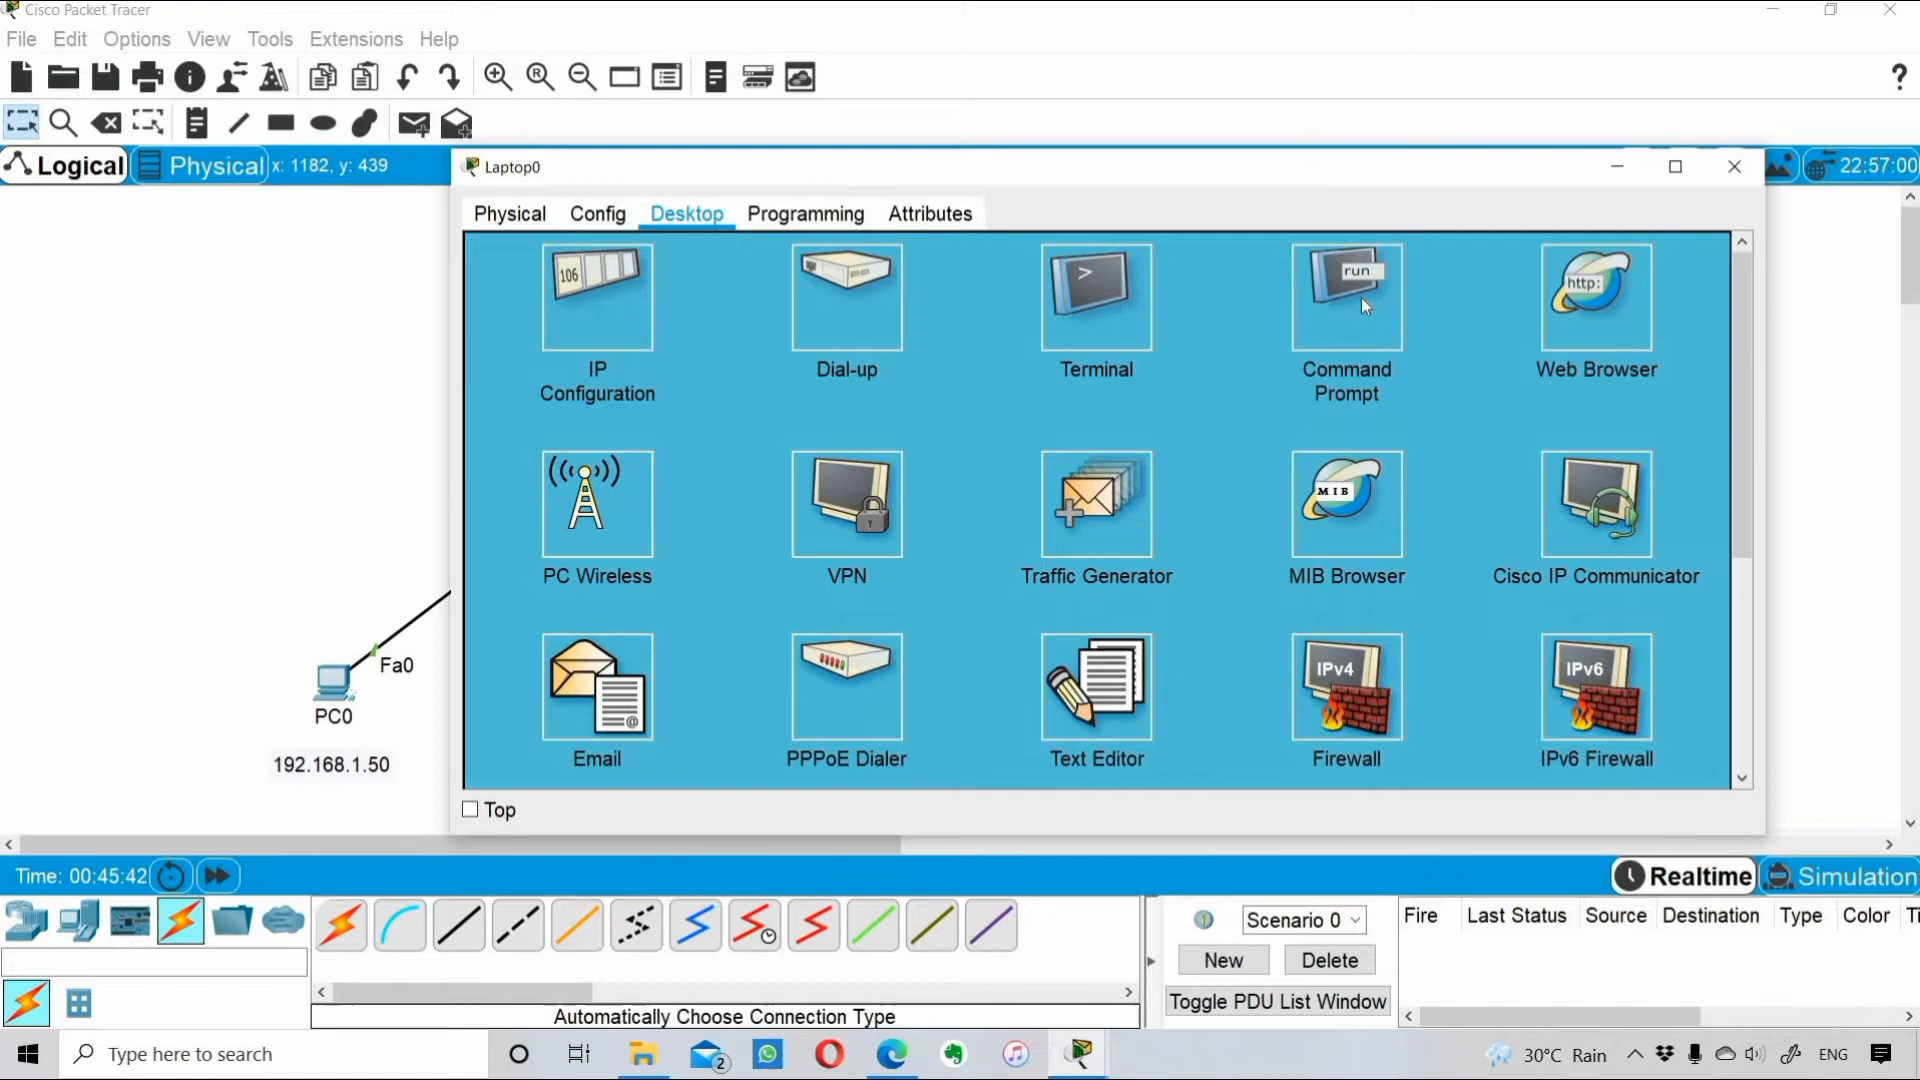 Cisco Packet Tracer
File Edit Options View Tools Extensions Help
Logical Physical x: 1182, y: 439
22:57:00
Laptop0
Physical Config Desktop Programming Attributes
106
>
run
http:
IP Configuration
Dial-up
Terminal
Command Prompt
Web Browser
MIB
PC Wireless
VPN
Traffic Generator
MIB Browser
Cisco IP Communicator
@
IPv4
IPv6
Email
PPPoE Dialer
Text Editor
Firewall
IPv6 Firewall
Top
Fa0
PC0
192.168.1.50
Time: 00:45:42
Realtime Simulation
Scenario 0
New Delete
Toggle PDU List Window
Fire Last Status Source Destination Type Color Ti
Automatically Choose Connection Type
Type here to search
2
30°C Rain
ENG